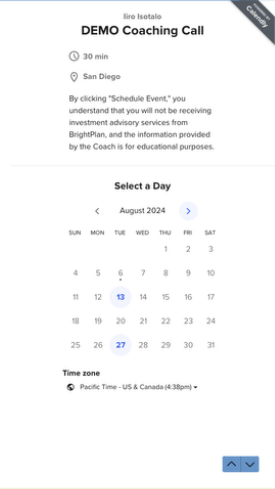 Iiro Isotalo
DEMO Coaching Call
Calendly
30 min
San Diego
By clicking "Schedule Event," you
understand that you will not be receiving
investment advisory services from
BrightPlan, and the information provided
by the Coach is for educational purposes.
Select a Day
August 2024
SUN MON TUE WED THU FRI SAT
1 2 3
4 5 6 7 8 9 10
11 12 13 14 15 16 17
18 19 20 21 22 23 24
25 26 27 28 29 30 31
Time zone
Pacific Time - US & Canada (4:38pm)